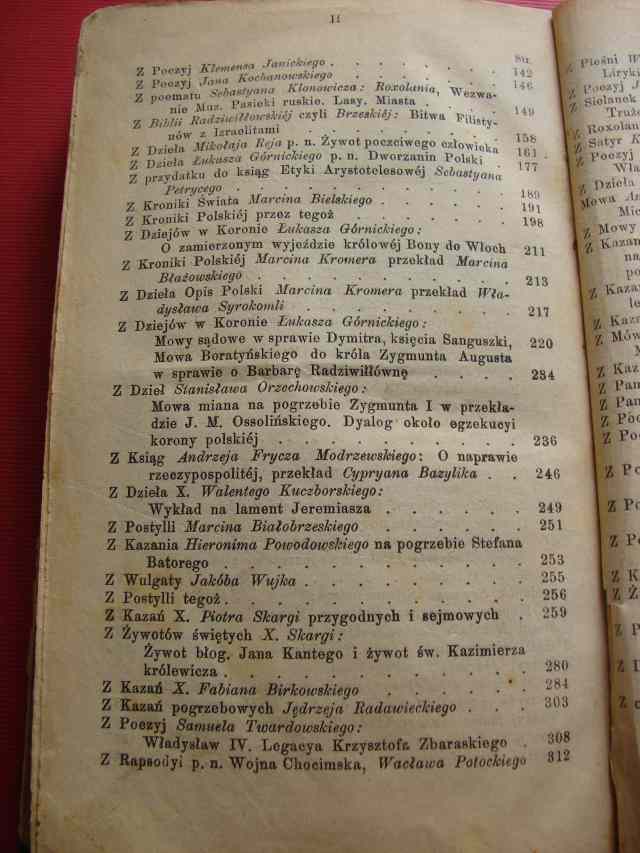 II
Str.
Z Poezyj Klemensa Janickiego . . . . . . . 142
Z Poezyj Jana Kochanowskiego . . . . . . 146
Z poematu Sebastyana Klonowicza: Roxolania, Wezwa-
nie Muz. Pasieki ruskie. Lasy. Miasta . . . . 149
Z Biblii Radziwiłłowskiéj czyli Brzeskiéj: Bitwa Filisty-
nów z Izraelitami . . . . . . . . 158
Z Dzieła Mikołaja Reja p. n. Żywot poczciwego człowieka 161
Z Dzieła Łukasza Górnickiego p. n. Dworzanin Polski . 177
Z przydatku do ksiąg Etyki Arystotelesowéj Sebastyana
Petrycego . . . . . . . . . 189
Z Kroniki Świata Marcina Bielskiego . . . . . 191
Z Kroniki Polskiéj przez tegoż . . . . . . 198
Z Dziejów w Koronie Łukasza Górnickiego:
O zamierzonym wyjeździe królowéj Bony do Włoch 211
Z Kroniki Polskiéj Marcina Kromera przekład Marcina
Błażowskiego . . . . . . . . . 213
Z Dzieła Opis Polski Marcina Kromera przekład Wła-
dysława Syrokomli . . . . . . . . 217
Z Dziejów w Koronie Łukasza Górnickiego:
Mowy sądowe w sprawie Dymitra, księcia Sanguszki, 220
Mowa Boratyńskiego do króla Zygmunta Augusta
w sprawie o Barbarę Radziwiłłównę . . . . 234
Z Dzieł Stanisława Orzechowskiego:
Mowa miana na pogrzebie Zygmunta I w przekła-
dzie J. M. Ossolińskiego. Dyalog około egzekucyi
korony polskiéj . . . . . . . . . 236
Z Ksiąg Andrzeja Frycza Modrzewskiego: O naprawie
rzeczypospolitéj, przekład Cypryana Bazylika . . 246
Z Dzieła X. Walentego Kuczborskiego:
Wykład na lament Jeremiasza . . . . . 249
Z Postylli Marcina Białobrzeskiego . . . . . 251
Z Kazania Hieronima Powodowskiego na pogrzebie Stefana
Batorego . . . . . . . . . . 253
Z Wulgaty Jakóba Wujka . . . . . . . . 255
Z Postylli tegoż . . . . . . . . . . 256
Z Kazań X. Piotra Skargi przygodnych i sejmowych . 259
Z Żywotów świętych X. Skargi:
Żywot błog. Jana Kantego i żywot św. Kazimierza
królewicza . . . . . . . . . . 280
Z Kazań X. Fabiana Birkowskiego . . . . . 284
Z Kazań pogrzebowych Jędrzeja Radawieckiego . . . 303
Z Poezyj Samuela Twardowskiego:
Władysław IV. Legacya Krzysztofa Zbaraskiego . 308
Z Rapsodyi p. n. Wojna Chocimska, Wacława Potockiego 312